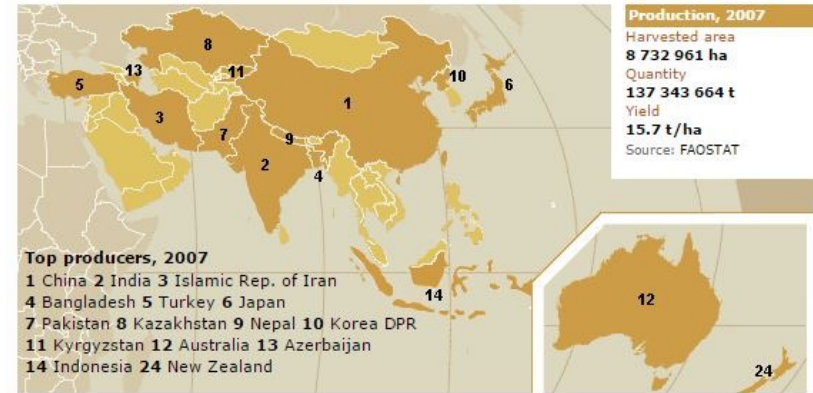 Production, 2007
Harvested area
8 732 961 ha
Quantity
137 343 664 t
Yield
15.7 t/ha
Source: FAOSTAT
8
13
11
10
5
6
1
3
7
9
2
4
14
12
24
Top producers, 2007
1 China 2 India 3 Islamic Rep. of Iran
4 Bangladesh 5 Turkey 6 Japan
7 Pakistan 8 Kazakhstan 9 Nepal 10 Korea DPR
11 Kyrgyzstan 12 Australia 13 Azerbaijan
14 Indonesia 24 New Zealand